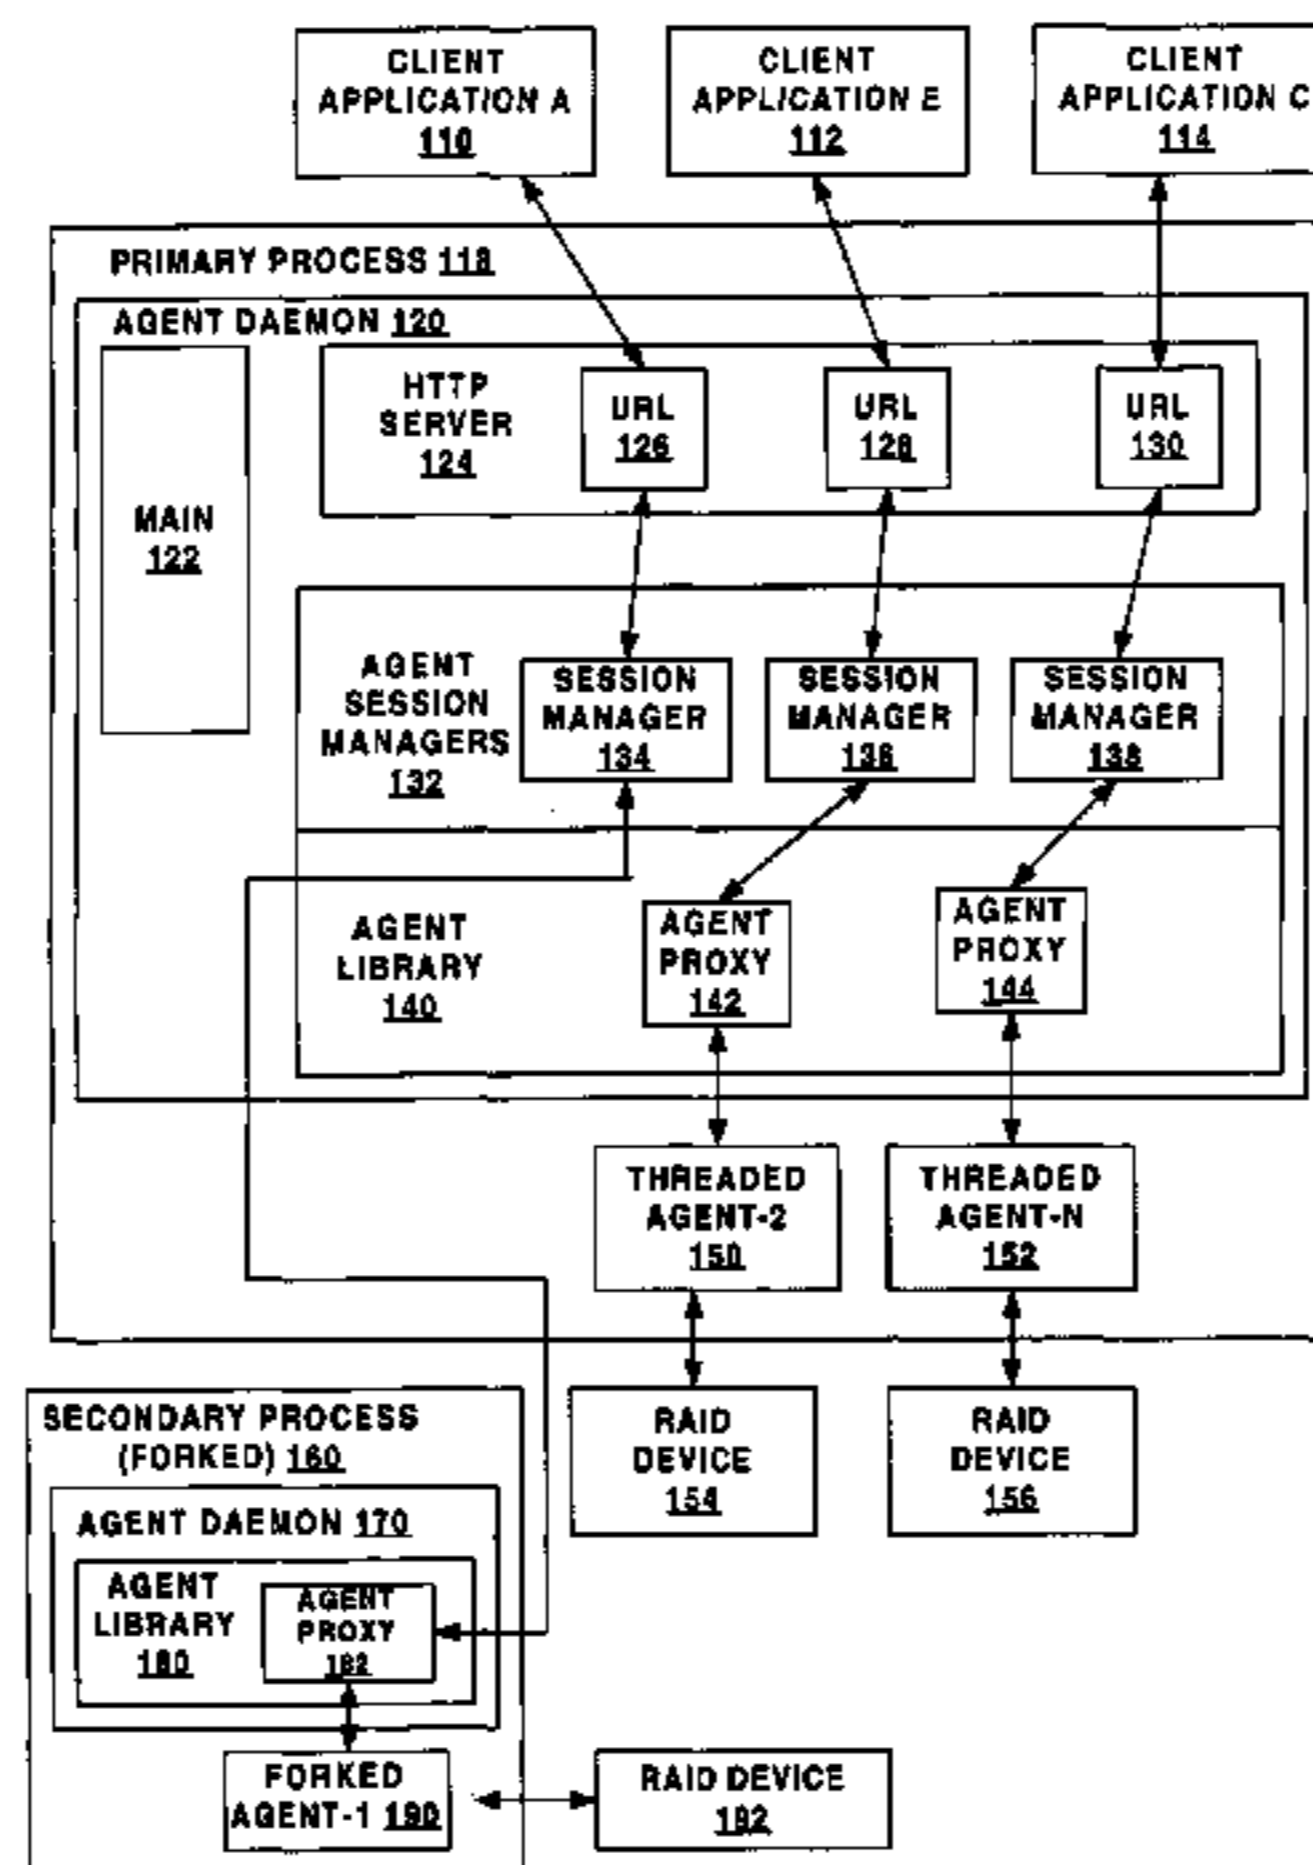 CLIENT
APPLICATION A
110
CLIENT
APPLICATION B
112
CLIENT
APPLICATION C
114
PRIMARY PROCESS 118
AGENT DAEMON 120
MAIN
122
HTTP
SERVER
124
URL
126
URL
128
URL
130
AGENT
SESSION
MANAGERS
132
SESSION
MANAGER
134
SESSION
MANAGER
136
SESSION
MANAGER
138
AGENT
LIBRARY
140
AGENT
PROXY
142
AGENT
PROXY
144
THREADED
AGENT-2
150
THREADED
AGENT-N
152
RAID
DEVICE
154
RAID
DEVICE
156
SECONDARY PROCESS
(FORKED) 160
AGENT DAEMON 170
AGENT
LIBRARY
180
AGENT
PROXY
182
FORKED
AGENT-1 190
RAID DEVICE
192